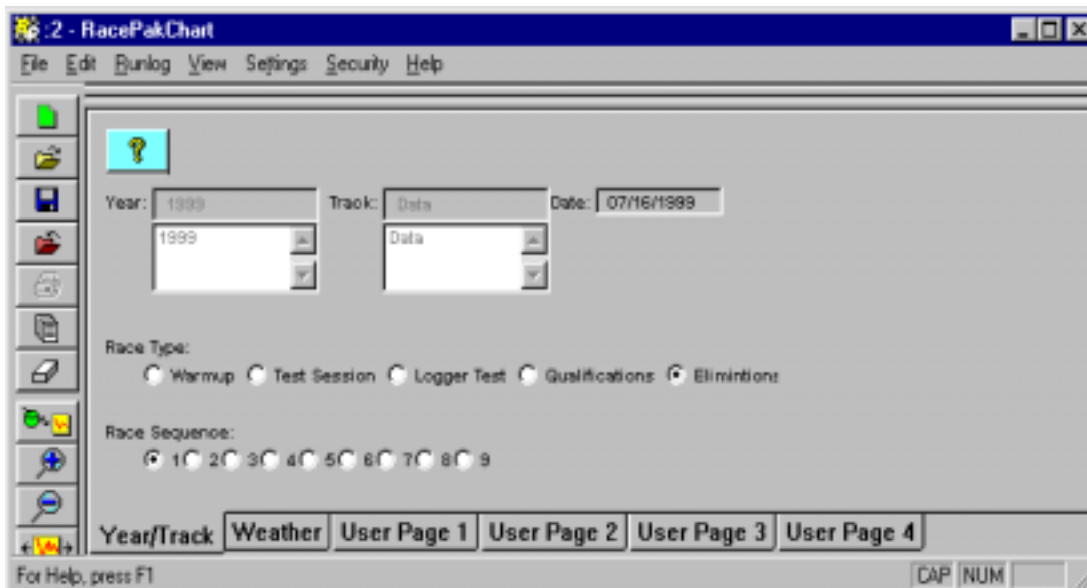 :2 - RacePakChart
File Edit Runlog View Settings Security Help
?
Year: 1999 Track: Data Date: 07/16/1999
1999 Data
Race Type:
Warmup Test Session Logger Test Qualifications Elimintions
Race Sequence:
1 2 3 4 5 6 7 8 9
Year/Track Weather User Page 1 User Page 2 User Page 3 User Page 4
For Help, press F1 CAP NUM